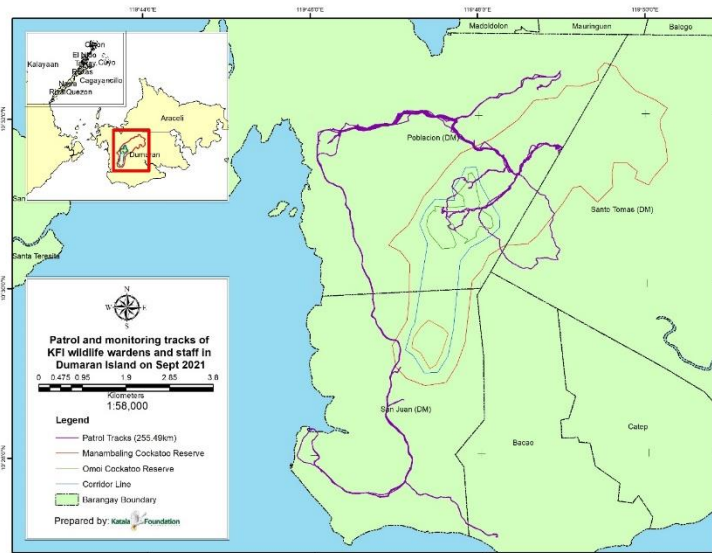 119°44'0"E
119°46'0"E
119°48'0"E
119°50'0"E
Madoldolon
Mauringuen
Balogo
Kalayaan
El Nido
Cuyo
Roxas
Cagayancillo
Narra
Rizal
Quezon
Araceli
Dumaran
Poblacion (DM)
Santo Tomas (DM)
San
Santa Teresita
N
W
E
S
Patrol and monitoring tracks of
KFI wildlife wardens and staff in
Dumaran Island on Sept 2021
0 0.475 0.95 1.9 2.85 3.8
Kilometers
1:58,000
Legend
Patrol Tracks (255.49km)
Manambaling Cockatoo Reserve
Omoi Cockatoo Reserve
Corridor Line
Barangay Boundary
Prepared by: Katala Foundation
San Juan (DM)
Bacao
Catep